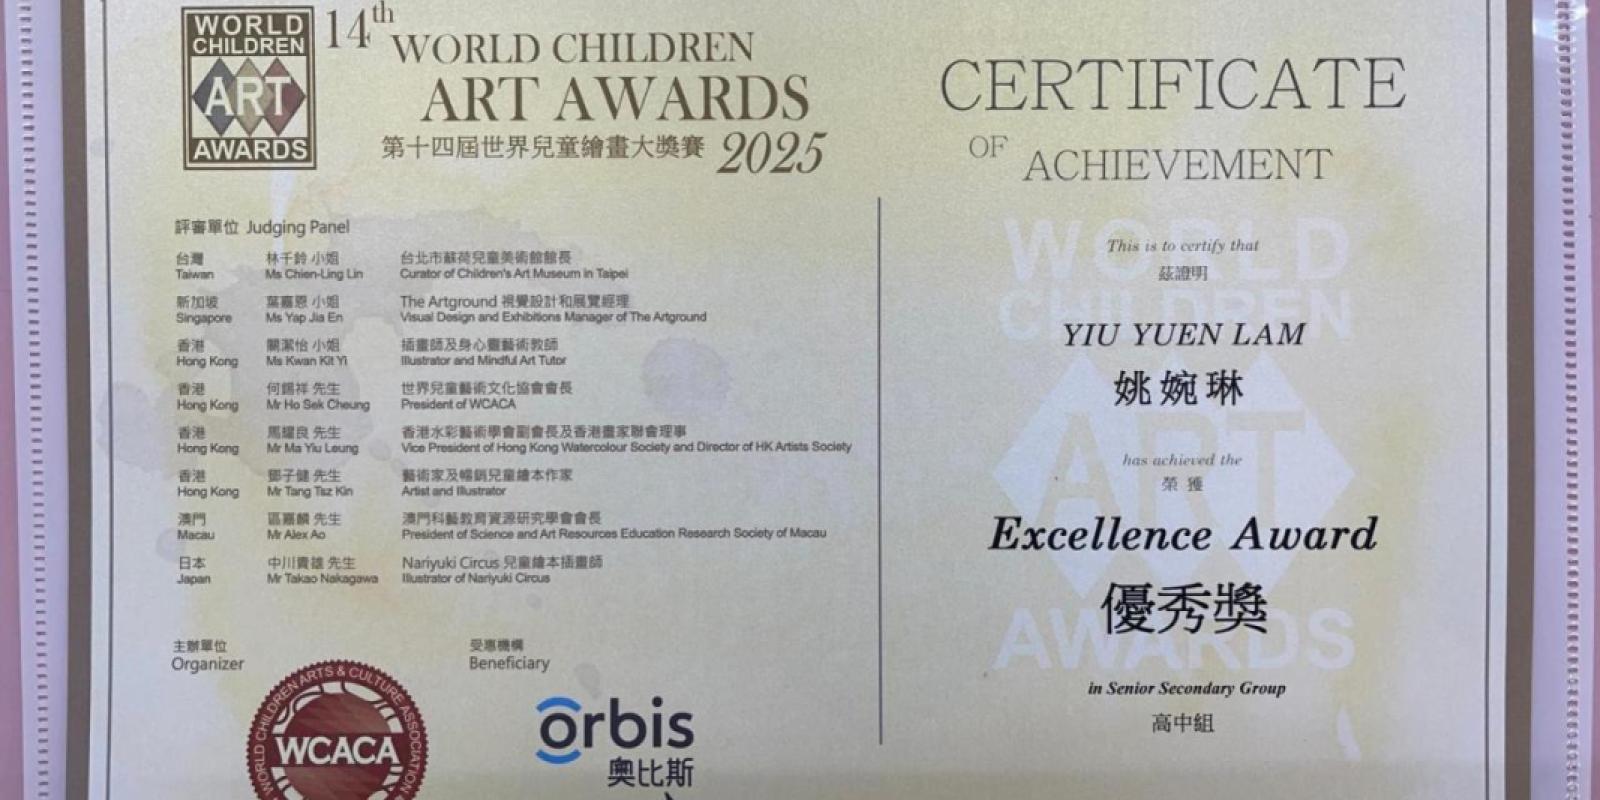 WORLD
CHILDREN
ART
AWARDS
14th WORLD CHILDREN
ART AWARDS
第十四屆世界兒童繪畫大獎賽 2025
評審單位 Judging Panel
台灣 林千鈴 小姐 台北市蘇荷兒童美術館館長
Taiwan Ms Chien-Ling Lin Curator of Children's Art Museum in Taipei
新加坡 葉嘉恩 小姐 The Artground 視覺設計和展覽經理
Singapore Ms Yap Jia En Visual Design and Exhibitions Manager of The Artground
香港 關潔怡 小姐 插畫師及身心靈藝術教師
Hong Kong Ms Kwan Kit Yi Illustrator and Mindful Art Tutor
香港 何錫祥 先生 世界兒童藝術文化協會會長
Hong Kong Mr Ho Sek Cheung President of WCACA
香港 馬耀良 先生 香港水彩藝術學會副會長及香港畫家聯會理事
Hong Kong Mr Ma Yiu Leung Vice President of Hong Kong Watercolour Society and Director of HK Artists Society
香港 鄧子健 先生 藝術家及暢銷兒童繪本作家
Hong Kong Mr Tang Tsz Kin Artist and Illustrator
澳門 區嘉麟 先生 澳門科藝教育資源研究學會會長
Macau Mr Alex Ao President of Science and Art Resources Education Research Society of Macau
日本 中川貴雄 先生 Nariyuki Circus 兒童繪本插畫師
Japan Mr Takao Nakagawa Illustrator of Nariyuki Circus
主辦單位
Organizer
WORLD CHILDREN ARTS & CULTURE ASSOCIATION
WCACA
受惠機構
Beneficiary
orbis
奧比斯
CERTIFICATE
OF ACHIEVEMENT
This is to certify that
茲證明
YIU YUEN LAM
姚婉琳
has achieved the
榮獲
Excellence Award
優秀獎
in Senior Secondary Group
高中組
WORLD
CHILDREN
ART
AWARDS